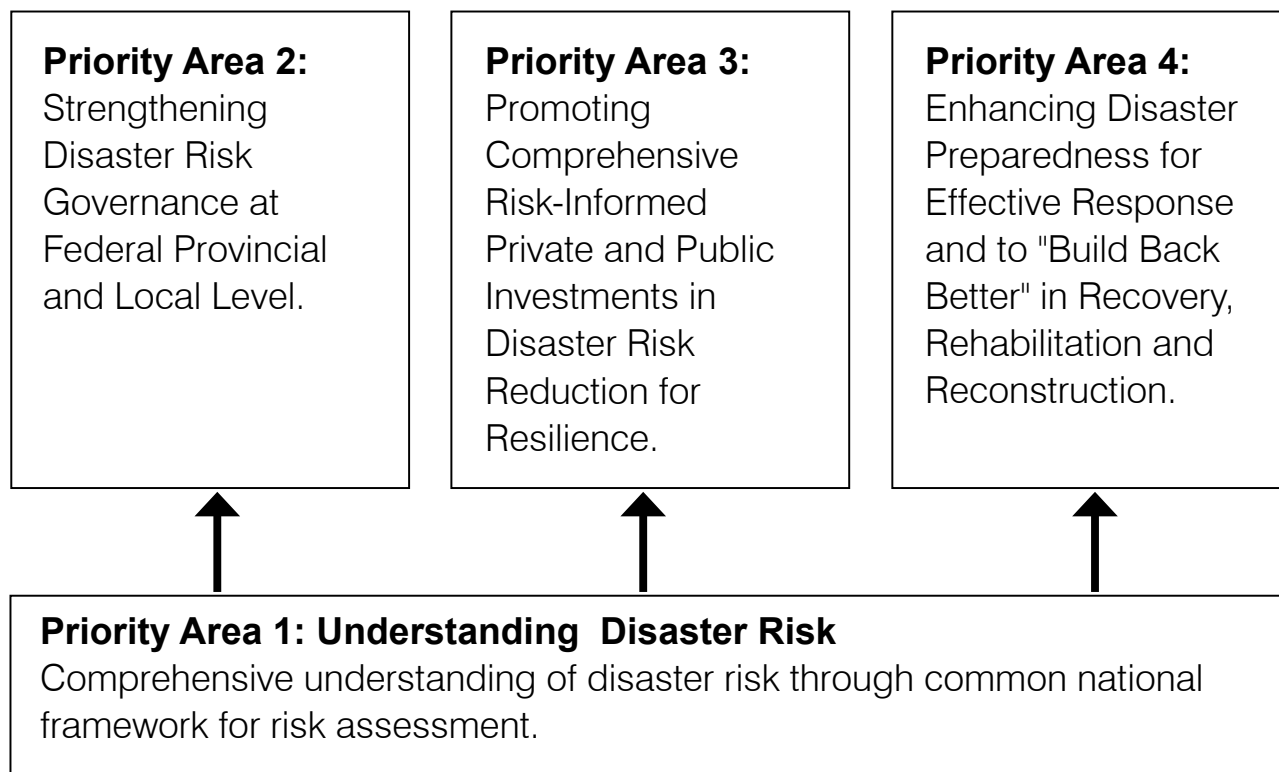 Priority Area 2:
Strengthening
Disaster Risk
Governance at
Federal Provincial
and Local Level.
Priority Area 3:
Promoting
Comprehensive
Risk-Informed
Private and Public
Investments in
Disaster Risk
Reduction for
Resilience.
Priority Area 4:
Enhancing Disaster
Preparedness for
Effective Response
and to "Build Back
Better" in Recovery,
Rehabilitation and
Reconstruction.
Priority Area 1: Understanding  Disaster Risk
Comprehensive understanding of disaster risk through common national
framework for risk assessment.